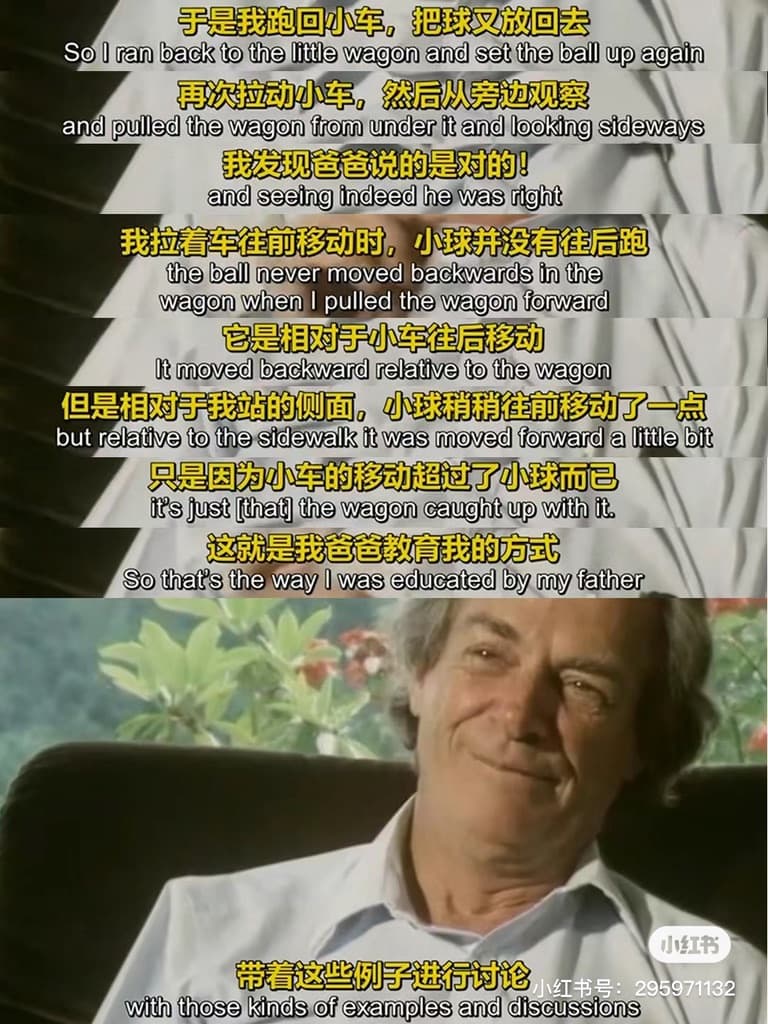 于是我跑回小车，把球又放回去
So I ran back to the little wagon and set the ball up again
再次拉动小车，然后从旁边观察
and pulled the wagon from under it and looking sideways
我发现爸爸说的是对的！
and seeing indeed he was right
我拉着车往前移动时，小球并没有往后跑
the ball never moved backwards in the
wagon when I pulled the wagon forward
它是相对于小车往后移动
It moved backward relative to the wagon
但是相对于我站的侧面，小球稍稍往前移动了一点
but relative to the sidewalk it was moved forward a little bit
只是因为小车的移动超过了小球而已
it's just [that] the wagon caught up with it.
这就是我爸爸教育我的方式
So that's the way I was educated by my father
小红书
带着这些例子进行讨论
小红书号：295971132
with those kinds of examples and discussions